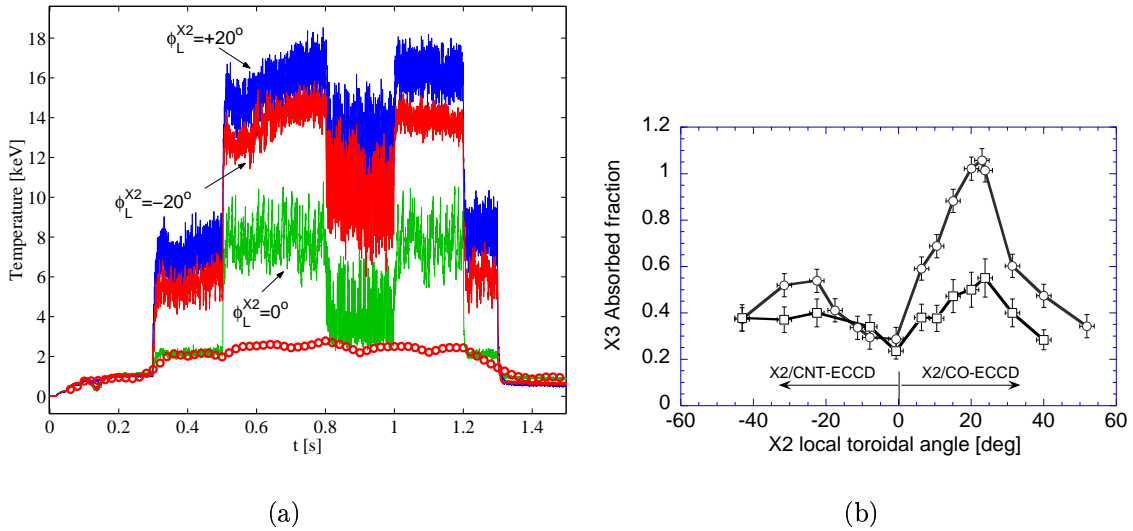 18
16
14
12
10
8
6
4
2
0
Temperature [keV]
ϕ_L^X2=+20°
ϕ_L^X2=−20°
ϕ_L^X2=0°
0 0.2 0.4 0.6 0.8 1 1.2 1.4
t [s]
(a)
1.2
1
0.8
0.6
0.4
0.2
0
X3 Absorbed fraction
X2/CNT-ECCD X2/CO-ECCD
-60 -40 -20 0 20 40 60
X2 local toroidal angle [deg]
(b)